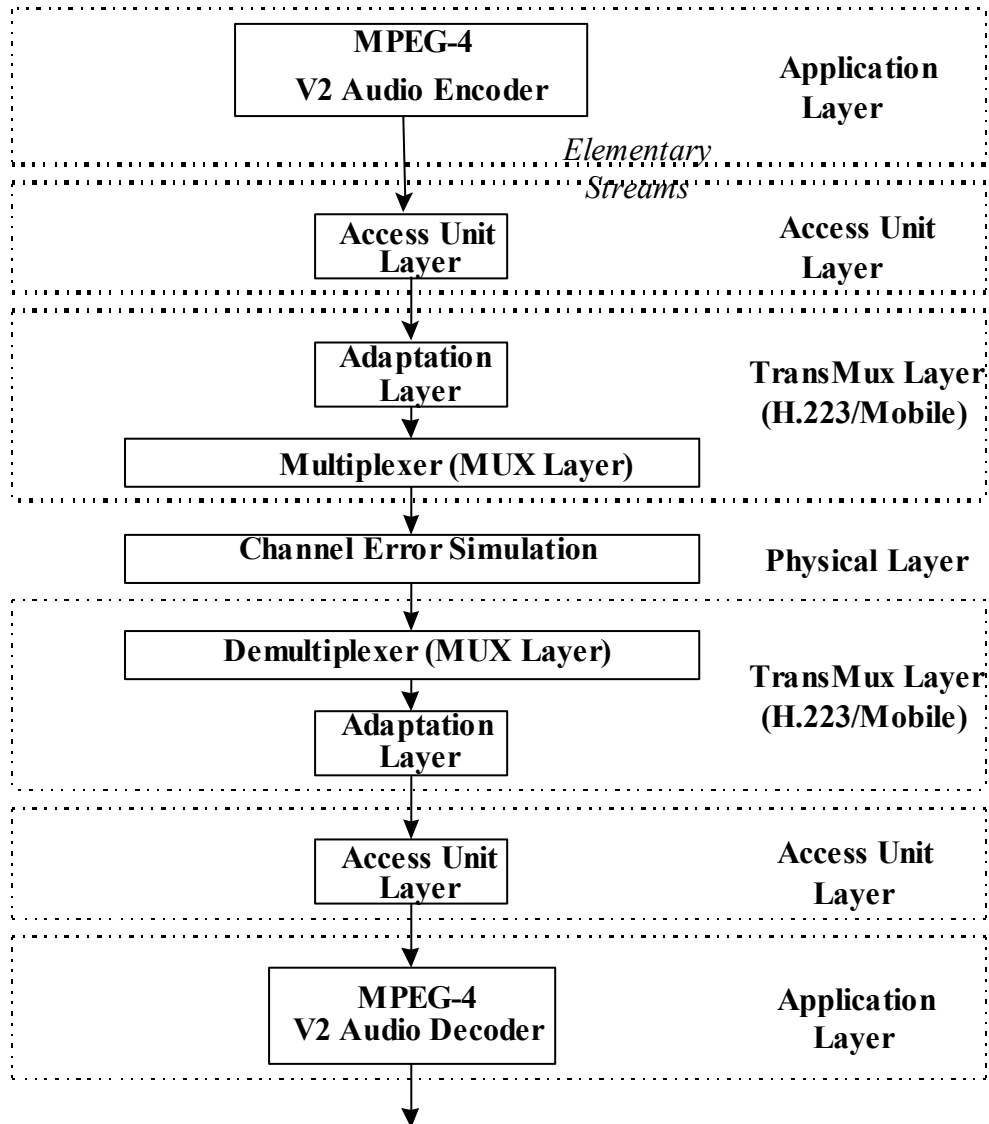 MPEG-4
V2 Audio Encoder
Application
Layer
Elementary
Streams
Access Unit
Layer
Access Unit
Layer
Adaptation
Layer
TransMux Layer
(H.223/Mobile)
Multiplexer (MUX Layer)
Channel Error Simulation
Physical Layer
Demultiplexer (MUX Layer)
TransMux Layer
(H.223/Mobile)
Adaptation
Layer
Access Unit
Layer
Access Unit
Layer
MPEG-4
V2 Audio Decoder
Application
Layer